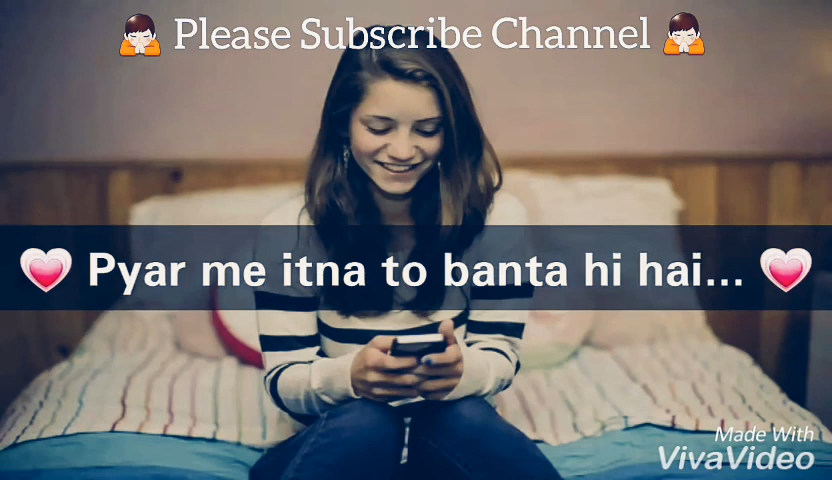 🙏 Please Subscribe Channel 🙏
💗 Pyar me itna to banta hi hai... 💗
Made With
VivaVideo